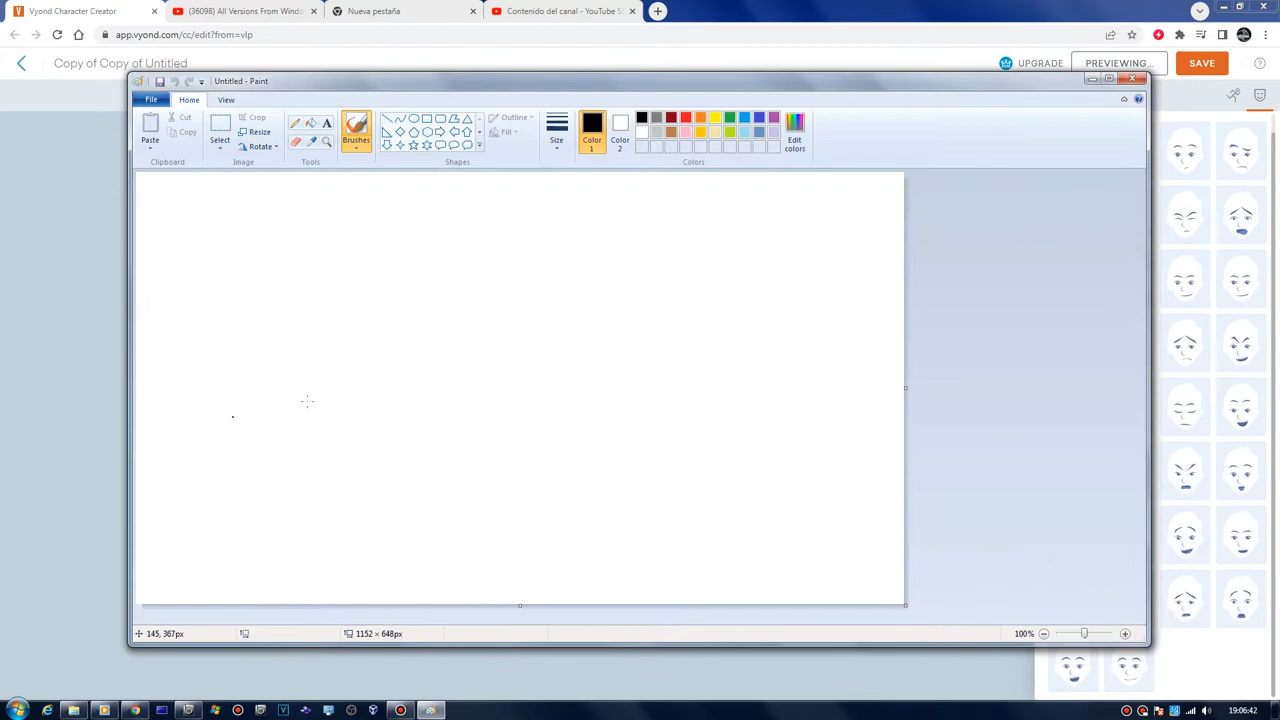 Vyond Character Creator
(36098) All Versions From Windo
Nueva pestaña
Contenido del canal - YouTube S
app.vyond.com/cc/edit?from=vlp
Copy of Copy of Untitled
UPGRADE
PREVIEWING...
SAVE
Untitled - Paint
File
Home
View
Paste
Cut
Copy
Clipboard
Select
Crop
Resize
Rotate
Image
A
Tools
Brushes
Outline
Fill
Shapes
Size
Color
1
Color
2
Edit
colors
Colors
145, 367px
1152 × 648px
100%
19:06:42